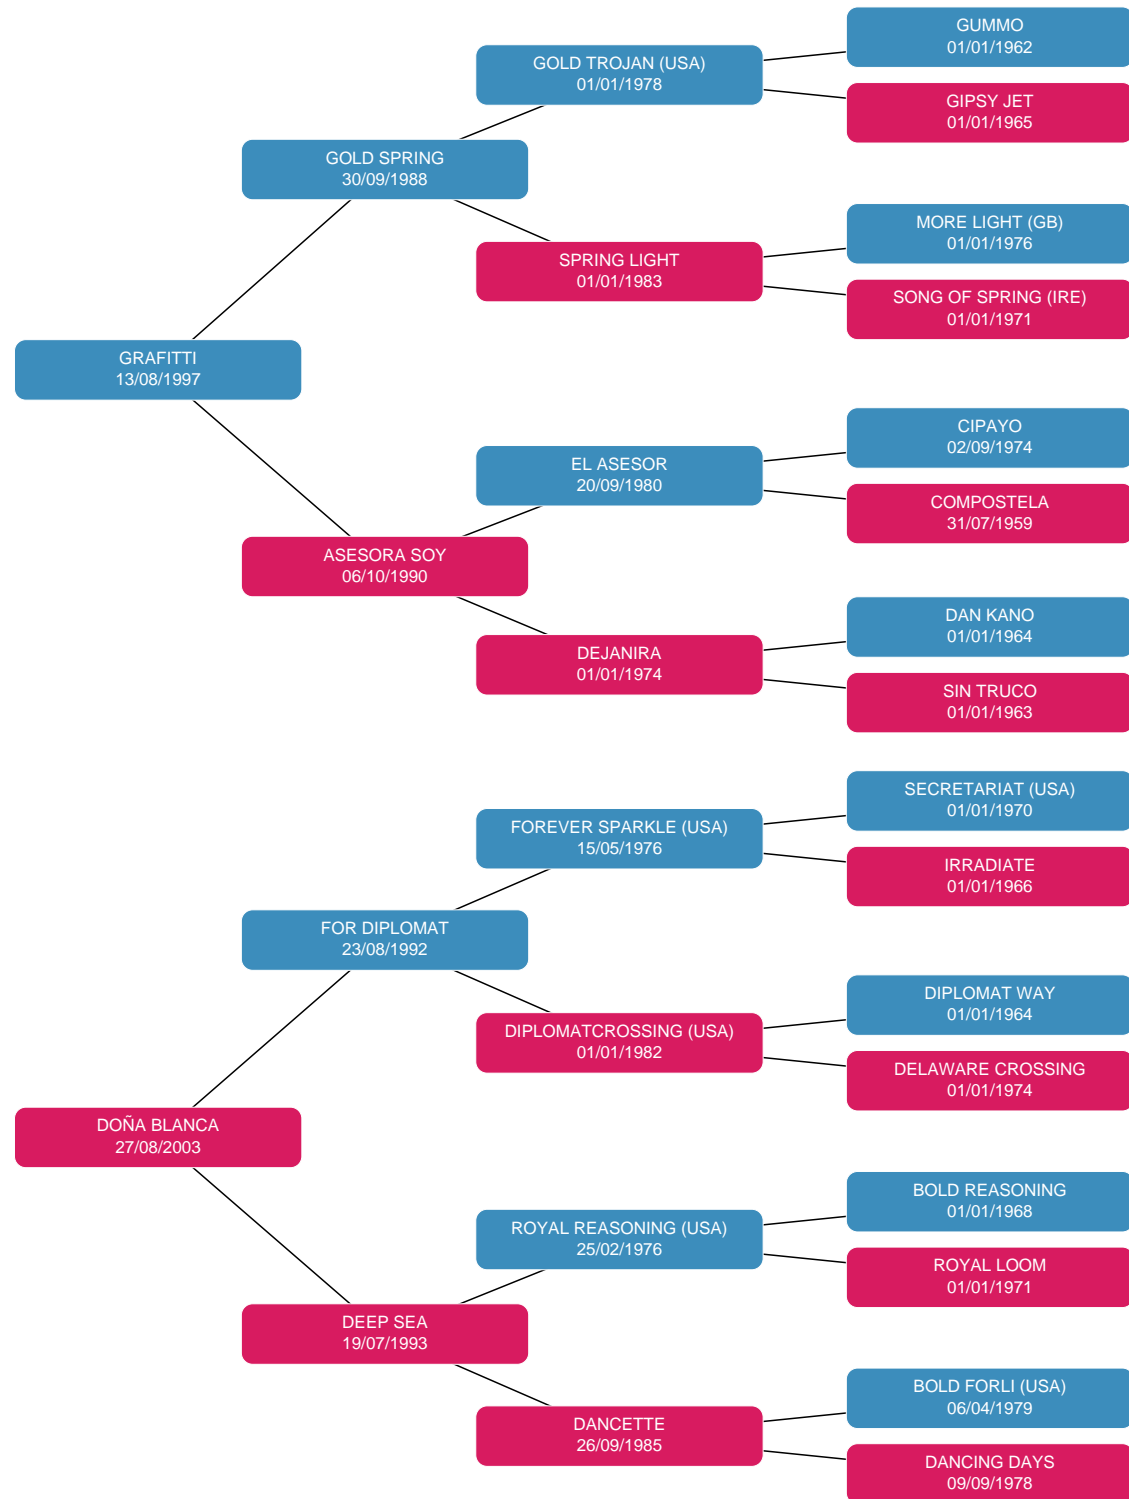 GUMMO
01/01/1962
GOLD TROJAN (USA)
01/01/1978
GIPSY JET
01/01/1965
GOLD SPRING
30/09/1988
MORE LIGHT (GB)
01/01/1976
SPRING LIGHT
01/01/1983
SONG OF SPRING (IRE)
01/01/1971
GRAFITTI
13/08/1997
CIPAYO
02/09/1974
EL ASESOR
20/09/1980
COMPOSTELA
31/07/1959
ASESORA SOY
06/10/1990
DAN KANO
01/01/1964
DEJANIRA
01/01/1974
SIN TRUCO
01/01/1963
SECRETARIAT (USA)
01/01/1970
FOREVER SPARKLE (USA)
15/05/1976
IRRADIATE
01/01/1966
FOR DIPLOMAT
23/08/1992
DIPLOMAT WAY
01/01/1964
DIPLOMATCROSSING (USA)
01/01/1982
DELAWARE CROSSING
01/01/1974
DOÑA BLANCA
27/08/2003
BOLD REASONING
01/01/1968
ROYAL REASONING (USA)
25/02/1976
ROYAL LOOM
01/01/1971
DEEP SEA
19/07/1993
BOLD FORLI (USA)
06/04/1979
DANCETTE
26/09/1985
DANCING DAYS
09/09/1978